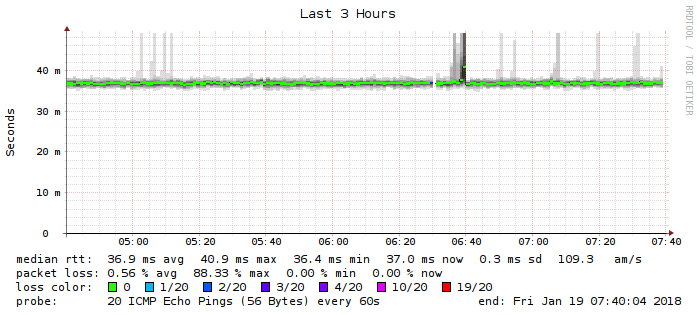 Last 3 Hours
RRDTOOL / TOBI OETIKER
Seconds
40 m
30 m
20 m
10 m
0
05:00 05:20 05:40 06:00 06:20 06:40 07:00 07:20 07:40
median rtt: 36.9 ms avg 40.9 ms max 36.4 ms min 37.0 ms now 0.3 ms sd 109.3 am/s
packet loss: 0.56 % avg 88.33 % max 0.00 % min 0.00 % now
loss color: 0 1/20 2/20 3/20 4/20 10/20 19/20
probe: 20 ICMP Echo Pings (56 Bytes) every 60s end: Fri Jan 19 07:40:04 2018